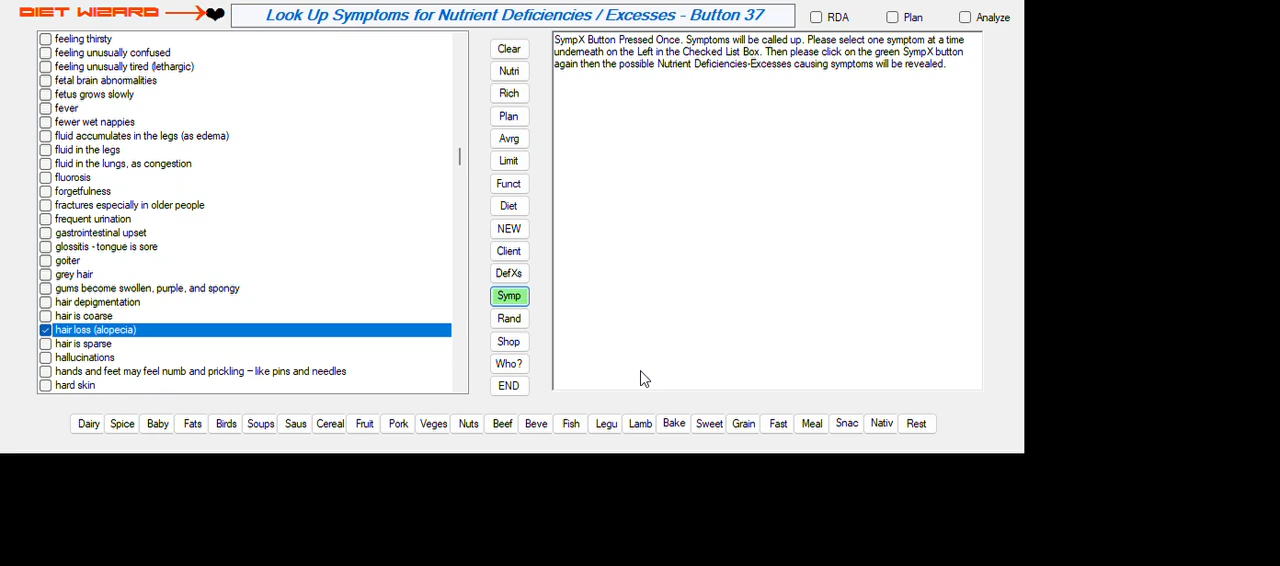 DIET WIZARD
Look Up Symptoms for Nutrient Deficiencies / Excesses - Button 37
RDA
Plan
Analyze
feeling thirsty
feeling unusually confused
feeling unusually tired (lethargic)
fetal brain abnormalities
fetus grows slowly
fever
fewer wet nappies
fluid accumulates in the legs (as edema)
fluid in the legs
fluid in the lungs, as congestion
fluorosis
forgetfulness
fractures especially in older people
frequent urination
gastrointestinal upset
glossitis - tongue is sore
goiter
grey hair
gums become swollen, purple, and spongy
hair depigmentation
hair is coarse
hair loss (alopecia)
hair is sparse
hallucinations
hands and feet may feel numb and prickling – like pins and needles
hard skin
Clear
Nutri
Rich
Plan
Avrg
Limit
Funct
Diet
NEW
Client
DefXs
Symp
Rand
Shop
Who?
END
SympX Button Pressed Once. Symptoms will be called up. Please select one symptom at a time
underneath on the Left in the Checked List Box. Then please click on the green SympX button
again then the possible Nutrient Deficiencies-Excesses causing symptoms will be revealed.
Dairy Spice Baby Fats Birds Soups Saus Cereal Fruit Pork Veges Nuts Beef Beve Fish Legu Lamb Bake Sweet Grain Fast Meal Snac Nativ Rest